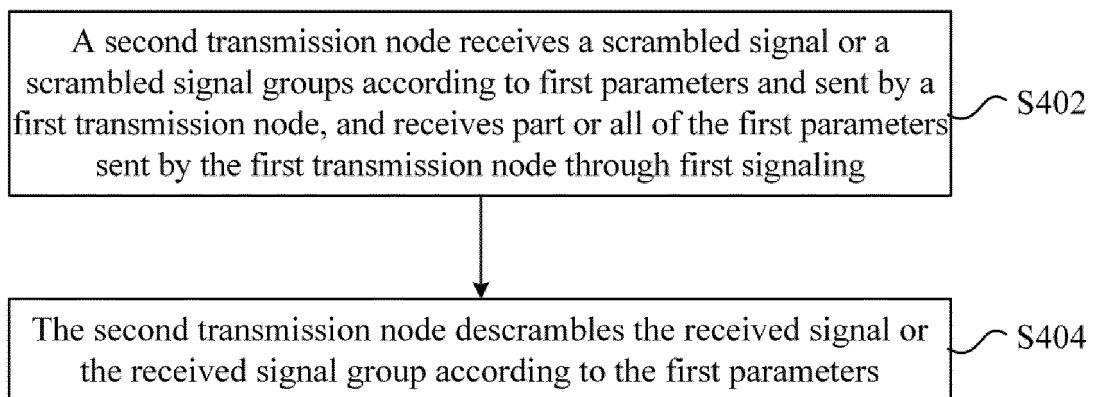 A second transmission node receives a scrambled signal or a
scrambled signal groups according to first parameters and sent by a
first transmission node, and receives part or all of the first parameters
sent by the first transmission node through first signaling
S402
The second transmission node descrambles the received signal or
the received signal group according to the first parameters
S404